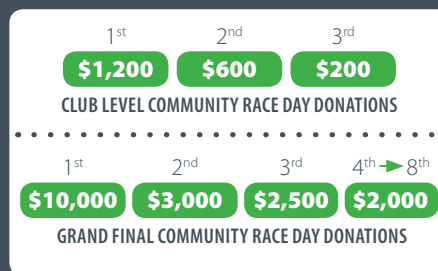 1st 2nd 3rd
$1,200 $600 $200
CLUB LEVEL COMMUNITY RACE DAY DONATIONS
1st 2nd 3rd 4th 8th
$10,000 $3,000 $2,500 $2,000
GRAND FINAL COMMUNITY RACE DAY DONATIONS